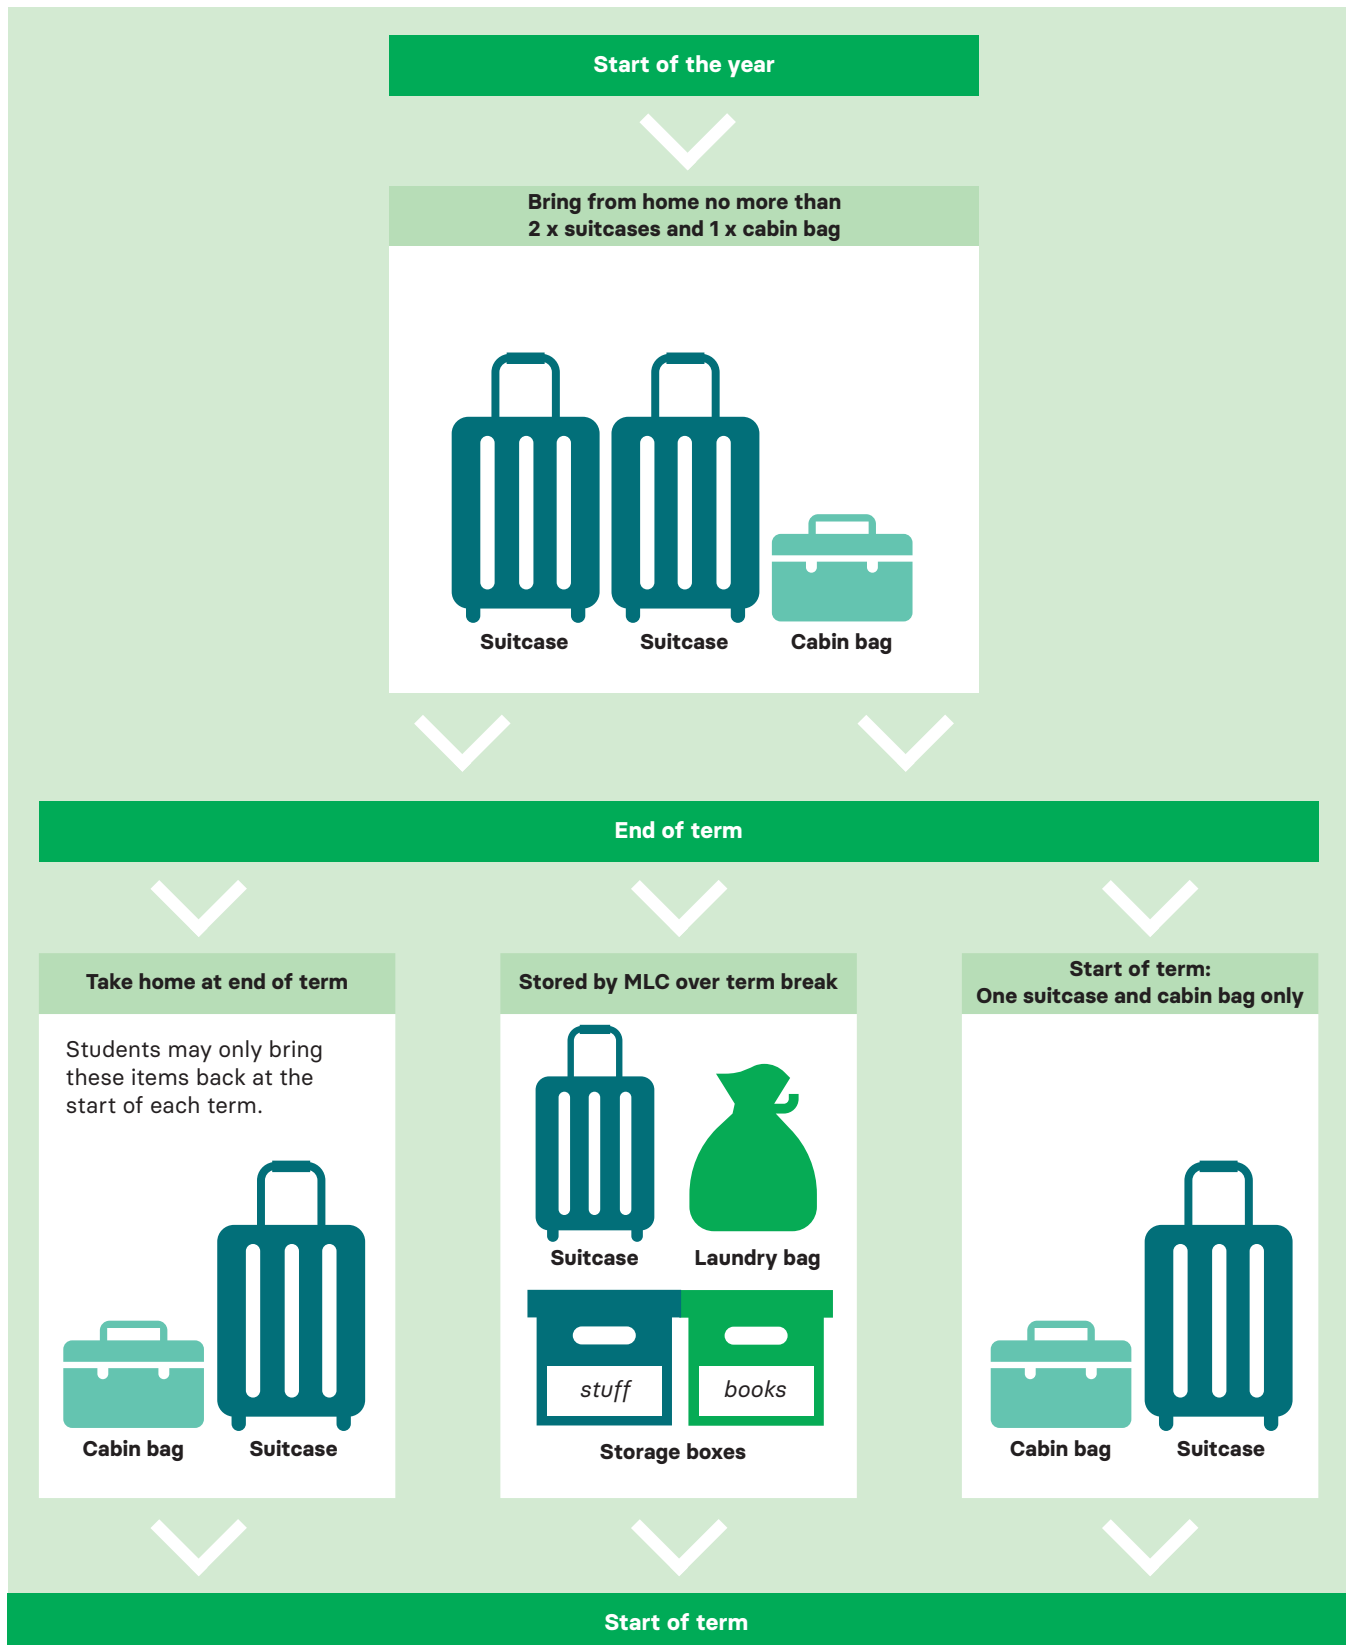 Start of the year
Bring from home no more than
2 x suitcases and 1 x cabin bag
Suitcase
Suitcase
Cabin bag
End of term
Take home at end of term
Students may only bring
these items back at the
start of each term.
Cabin bag
Suitcase
Stored by MLC over term break
Suitcase
Laundry bag
stuff
books
Storage boxes
Start of term:
One suitcase and cabin bag only
Cabin bag
Suitcase
Start of term